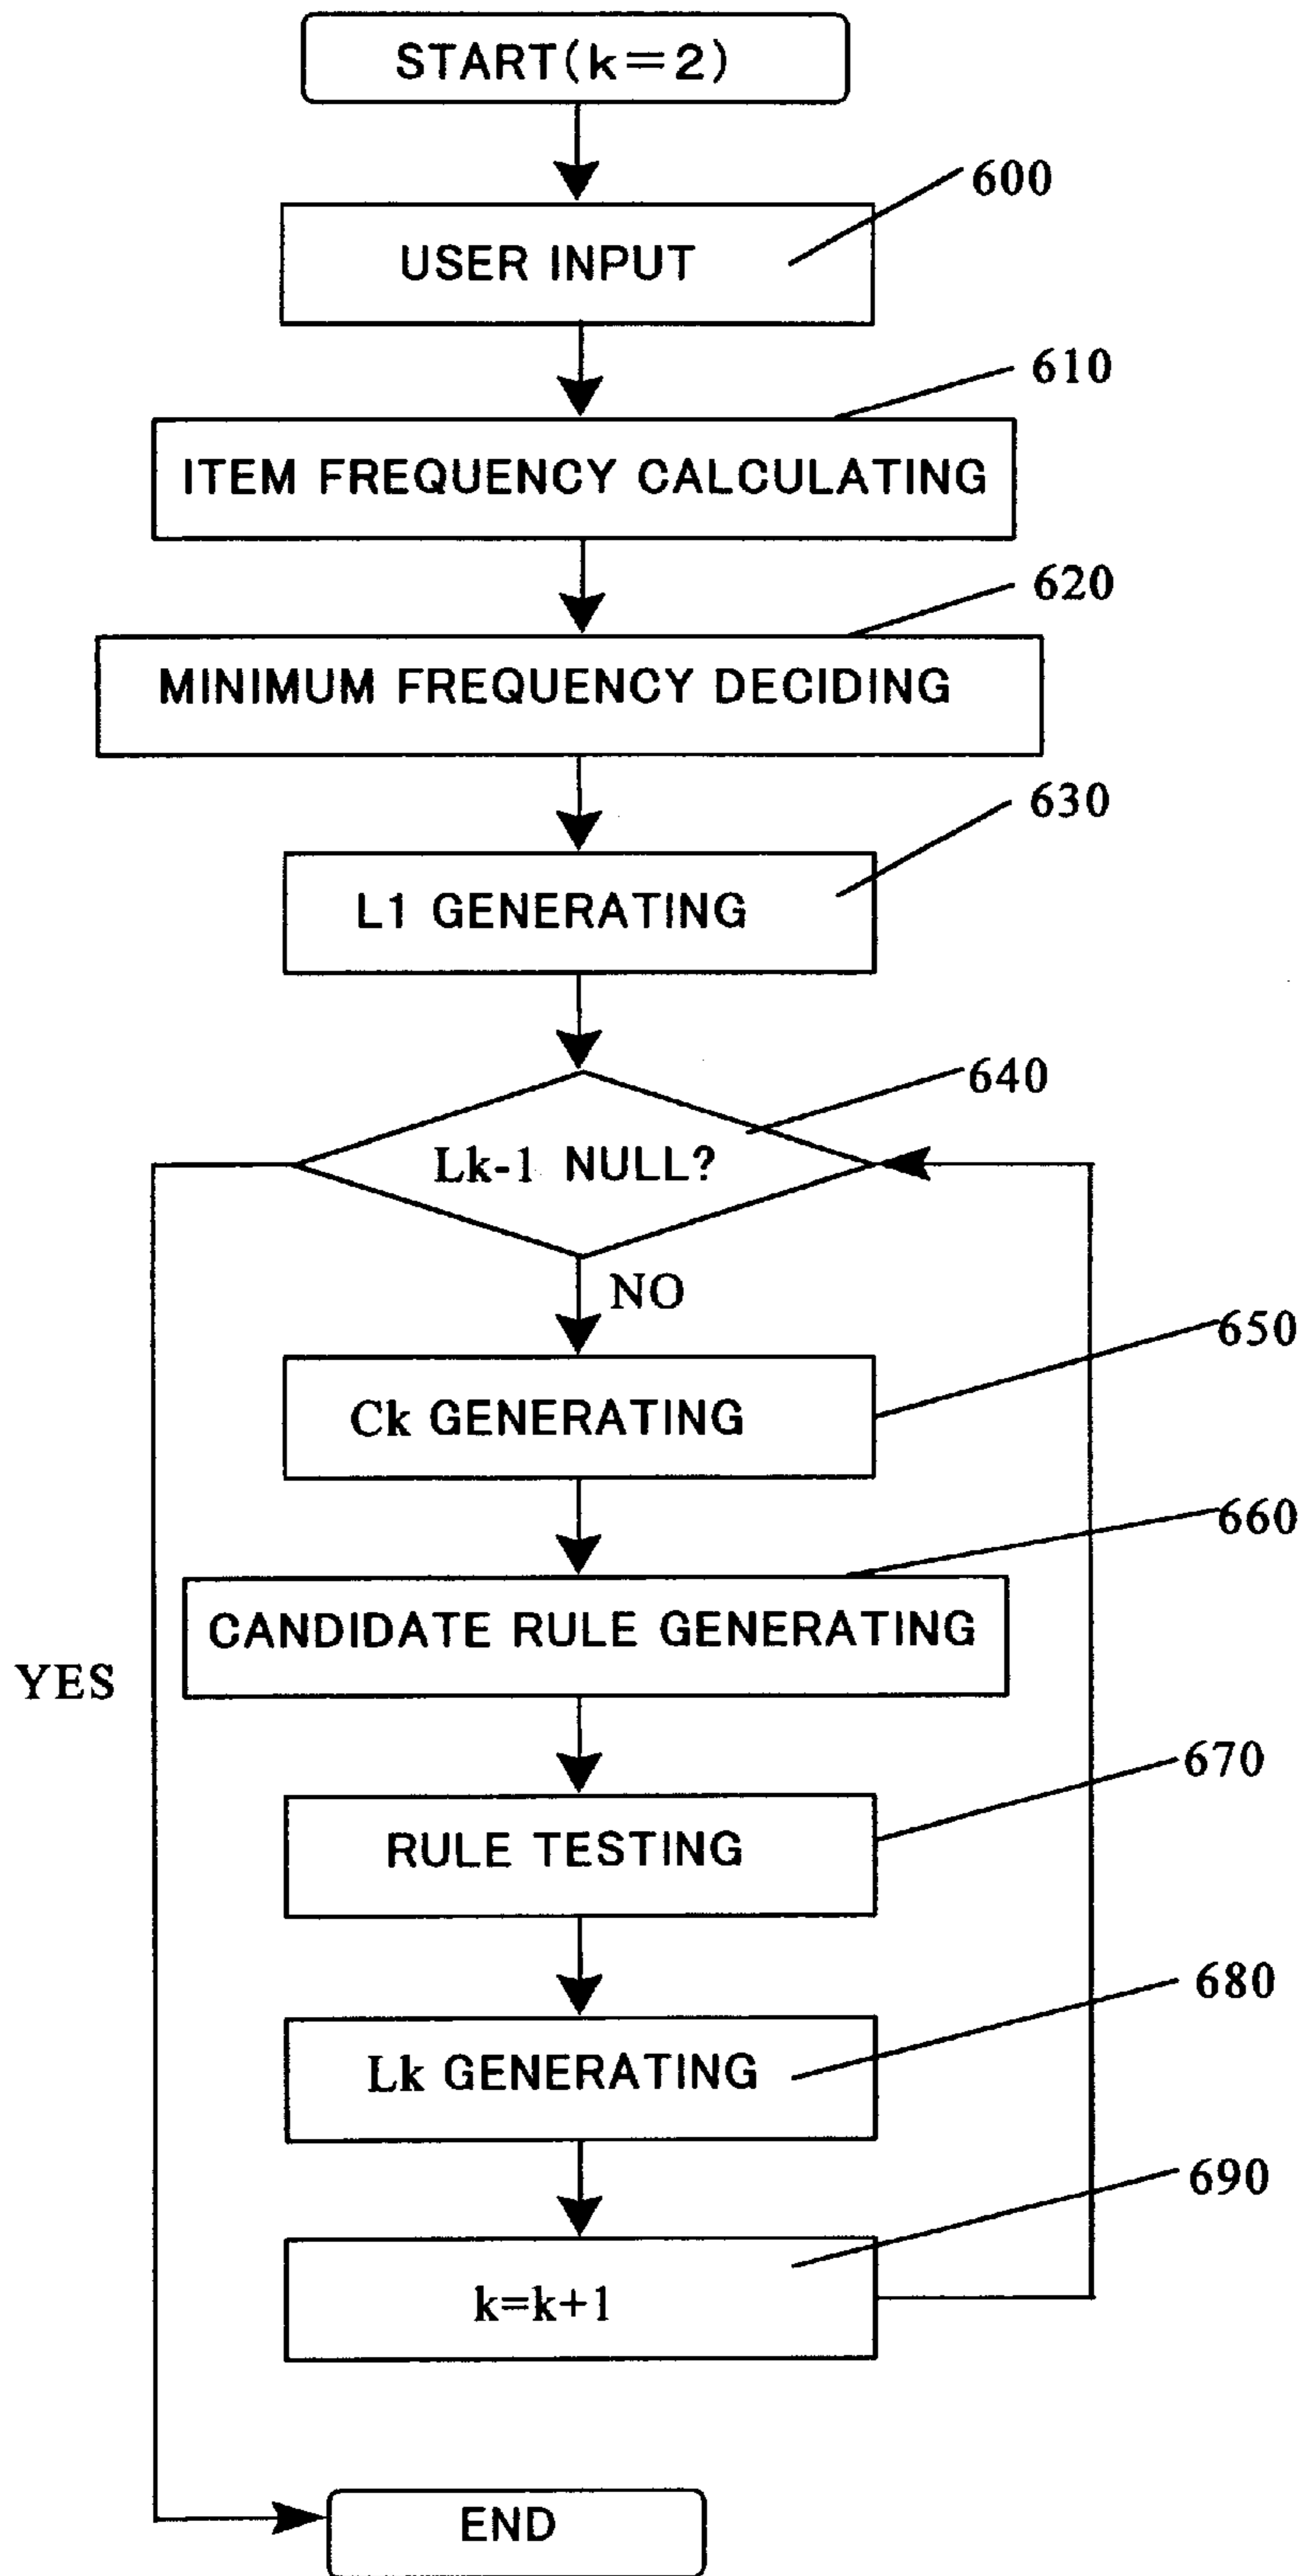 START(k=2)
600
USER INPUT
610
ITEM FREQUENCY CALCULATING
620
MINIMUM FREQUENCY DECIDING
630
L1 GENERATING
640
Lk-1 NULL?
NO
650
Ck GENERATING
660
CANDIDATE RULE GENERATING
YES
670
RULE TESTING
680
Lk GENERATING
690
k=k+1
END